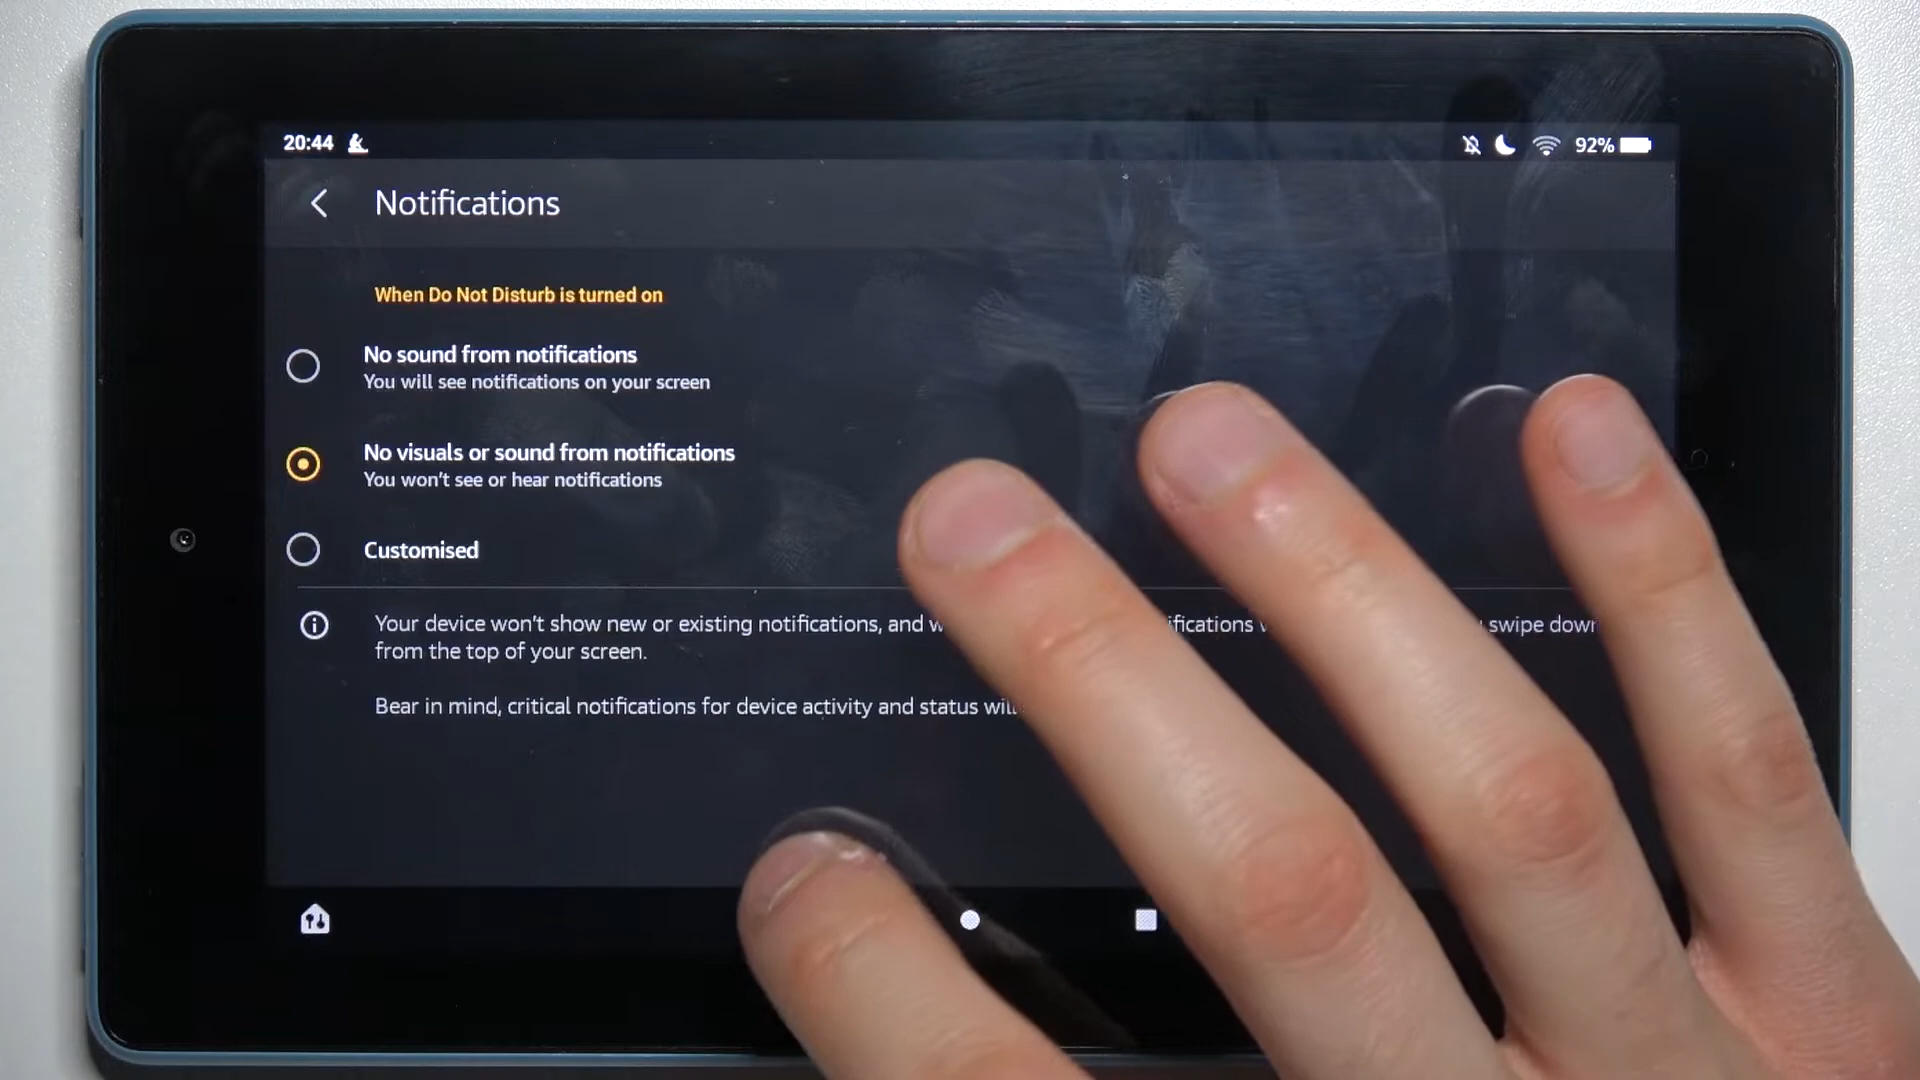 20:44
92%
Notifications
When Do Not Disturb is turned on
No sound from notifications
You will see notifications on your screen
No visuals or sound from notifications
You won't see or hear notifications
Customised
Your device won't show new or existing notifications, and swipe down
from the top of your screen.
Bear in mind, critical notifications for device activity and status will